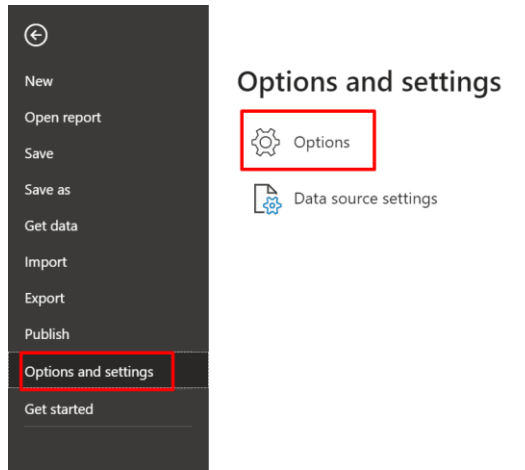 New
Open report
Save
Save as
Get data
Import
Export
Publish
Options and settings
Get started
Options and settings
Options
Data source settings